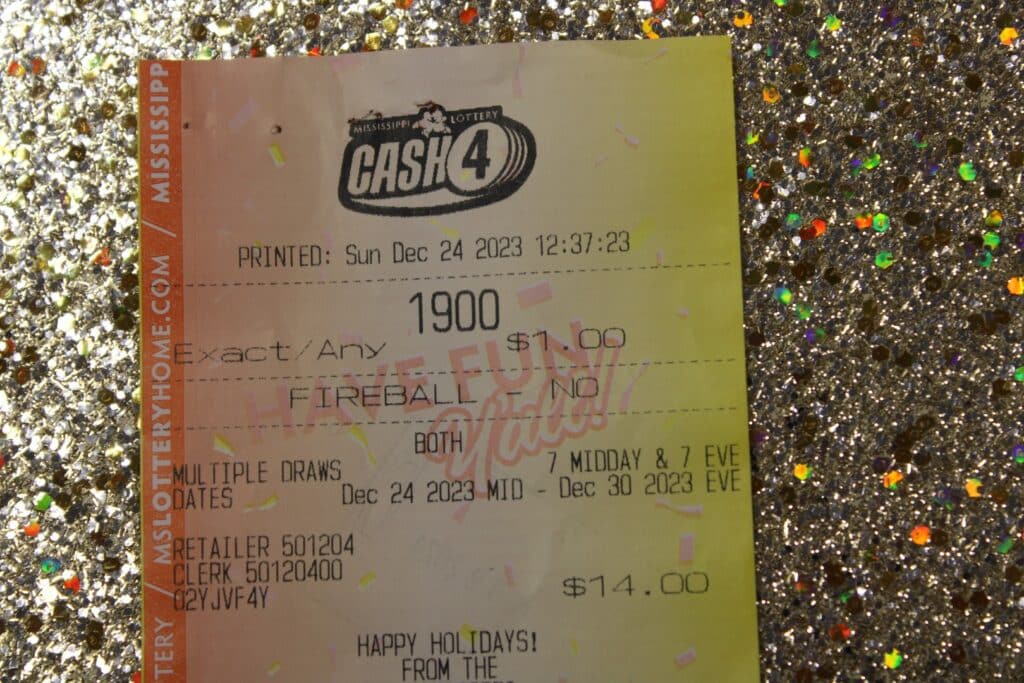 MISSISSIPPI LOTTERY
CASH 4
PRINTED: Sun Dec 24 2023 12:37:23
1900
Exact/Any $1.00
FIREBALL - NO
HAVE FUN
Y'all!
BOTH
MULTIPLE DRAWS 7 MIDDAY & 7 EVE
DATES Dec 24 2023 MID - Dec 30 2023 EVE
RETAILER 501204
CLERK 50120400 $14.00
02YJVF4Y
HAPPY HOLIDAYS!
FROM THE
TERY / MSLOTTERYHOME.COM / MISSISSIPP